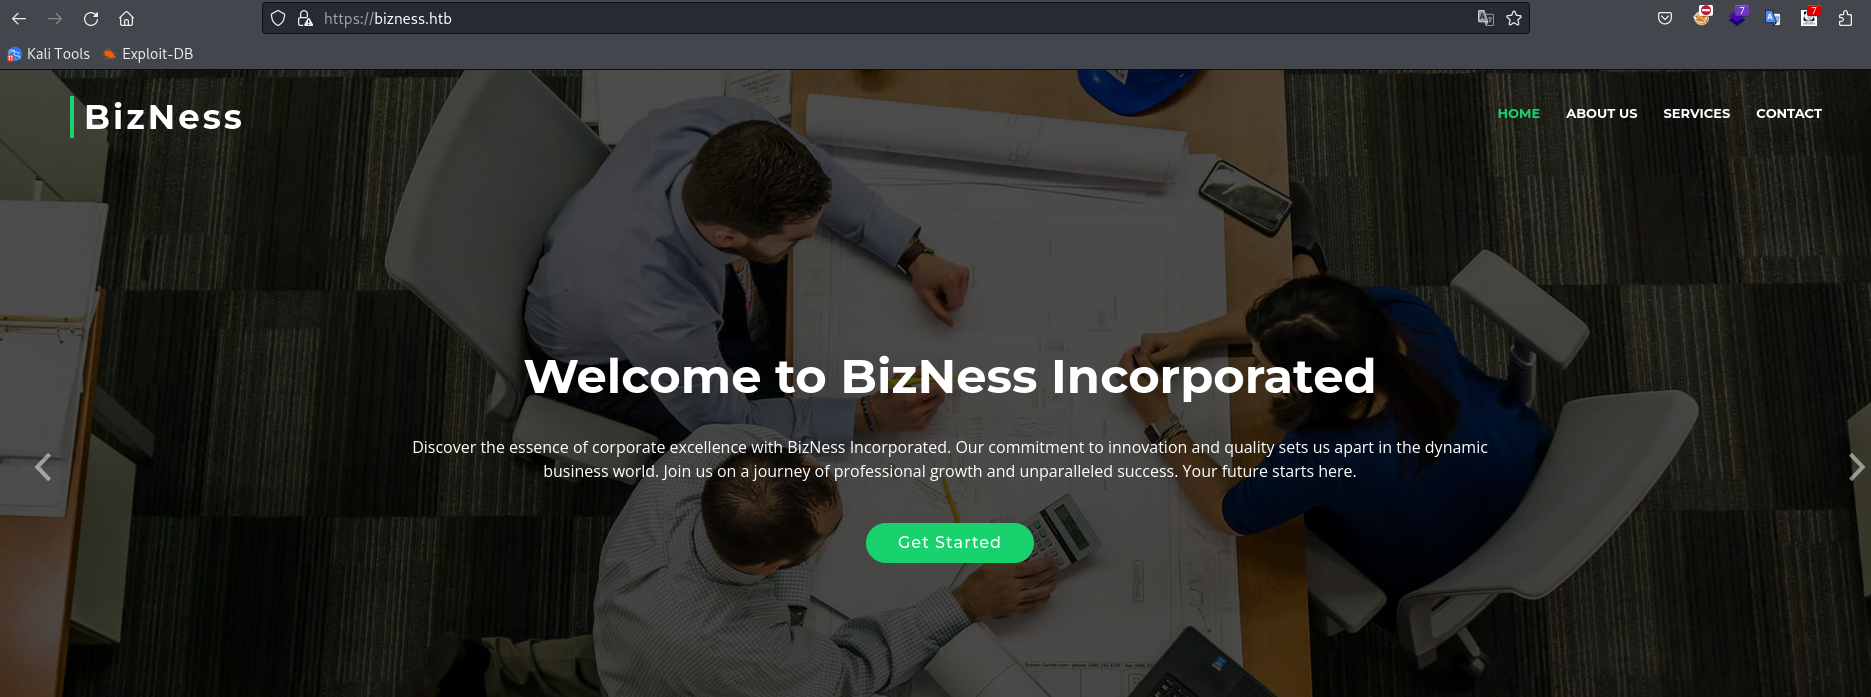 https://bizness.htb
7
7
Kali Tools
Exploit-DB
BizNess
HOME
ABOUT US
SERVICES
CONTACT
Welcome to BizNess Incorporated
Discover the essence of corporate excellence with BizNess Incorporated. Our commitment to innovation and quality sets us apart in the dynamic
business world. Join us on a journey of professional growth and unparalleled success. Your future starts here.
Get Started